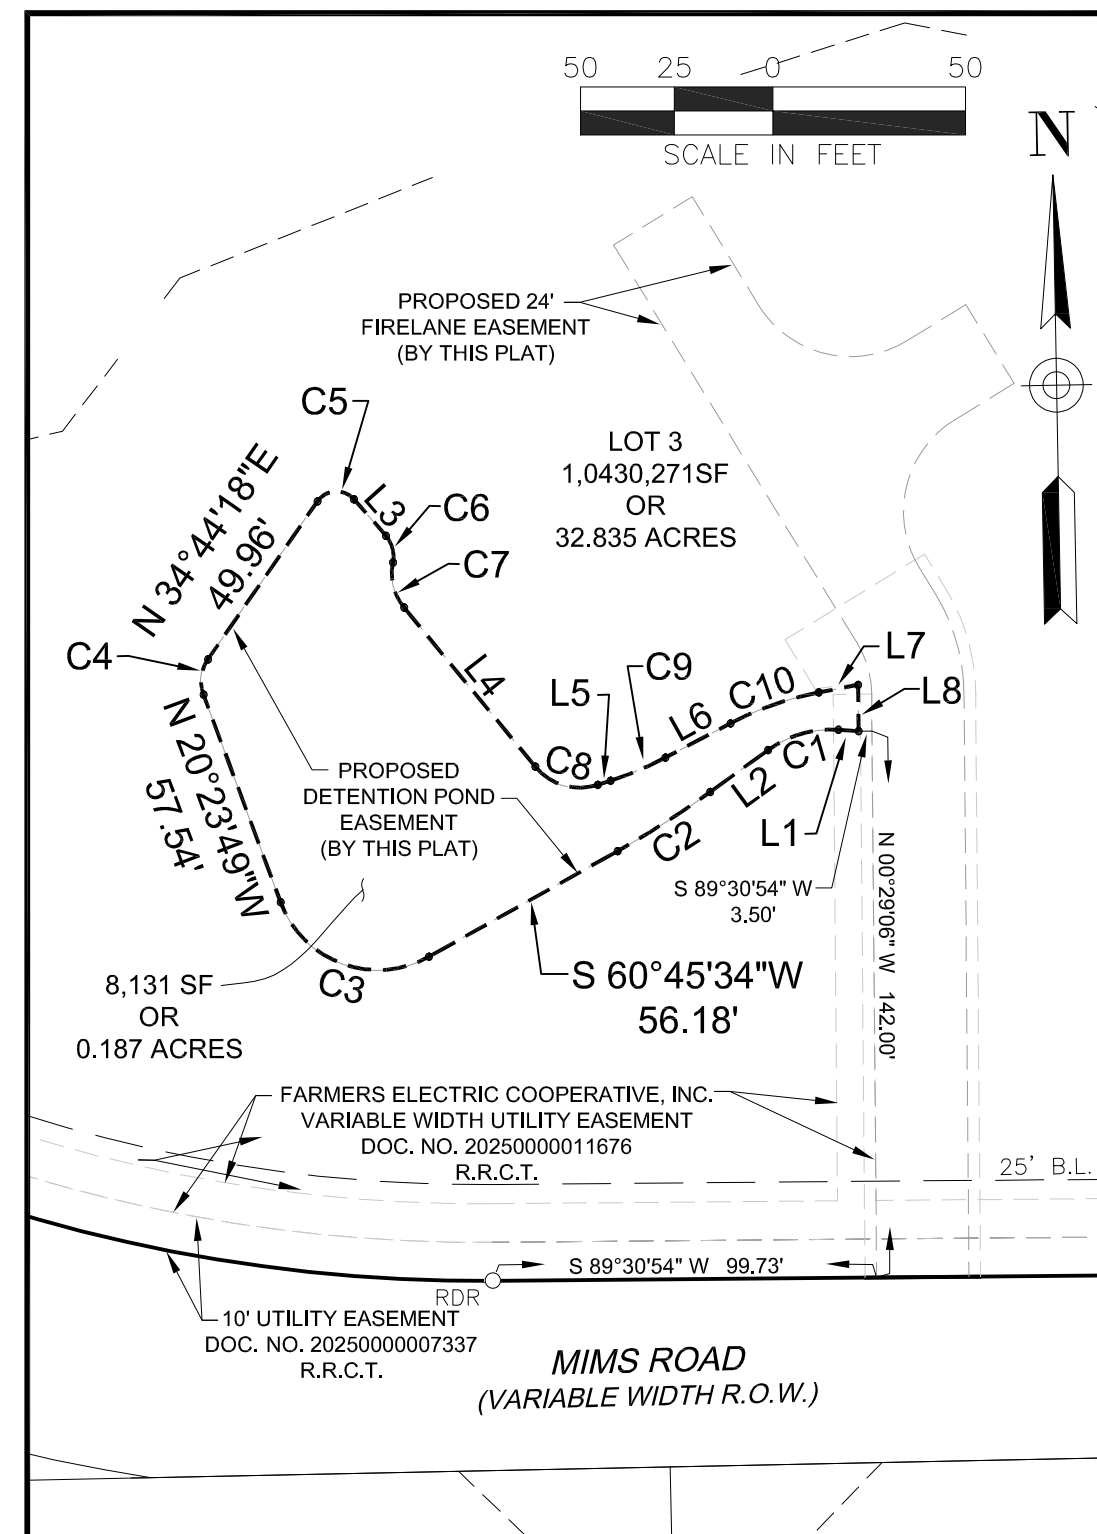 50 25 0 50
SCALE IN FEET
N
PROPOSED 24'
FIRELANE EASEMENT
(BY THIS PLAT)
C5
LOT 3
1,0430,271SF
OR
32.835 ACRES
N 34°44'18"E
49.96'
L3
C6
C7
C4
L4
L5
C9
L6
C10
L7
L8
N 20°23'49"W
57.54'
C8
C1
L2
L1
C2
PROPOSED
DETENTION POND
EASEMENT
(BY THIS PLAT)
S 89°30'54" W
3.50'
N 00°29'06" W 142.00'
C3
S 60°45'34"W
56.18'
8,131 SF
OR
0.187 ACRES
FARMERS ELECTRIC COOPERATIVE, INC.
VARIABLE WIDTH UTILITY EASEMENT
DOC. NO. 20250000011676
R.R.C.T.
25' B.L.
S 89°30'54" W 99.73'
RDR
10' UTILITY EASEMENT
DOC. NO. 20250000007337
R.R.C.T.
MIMS ROAD
(VARIABLE WIDTH R.O.W.)